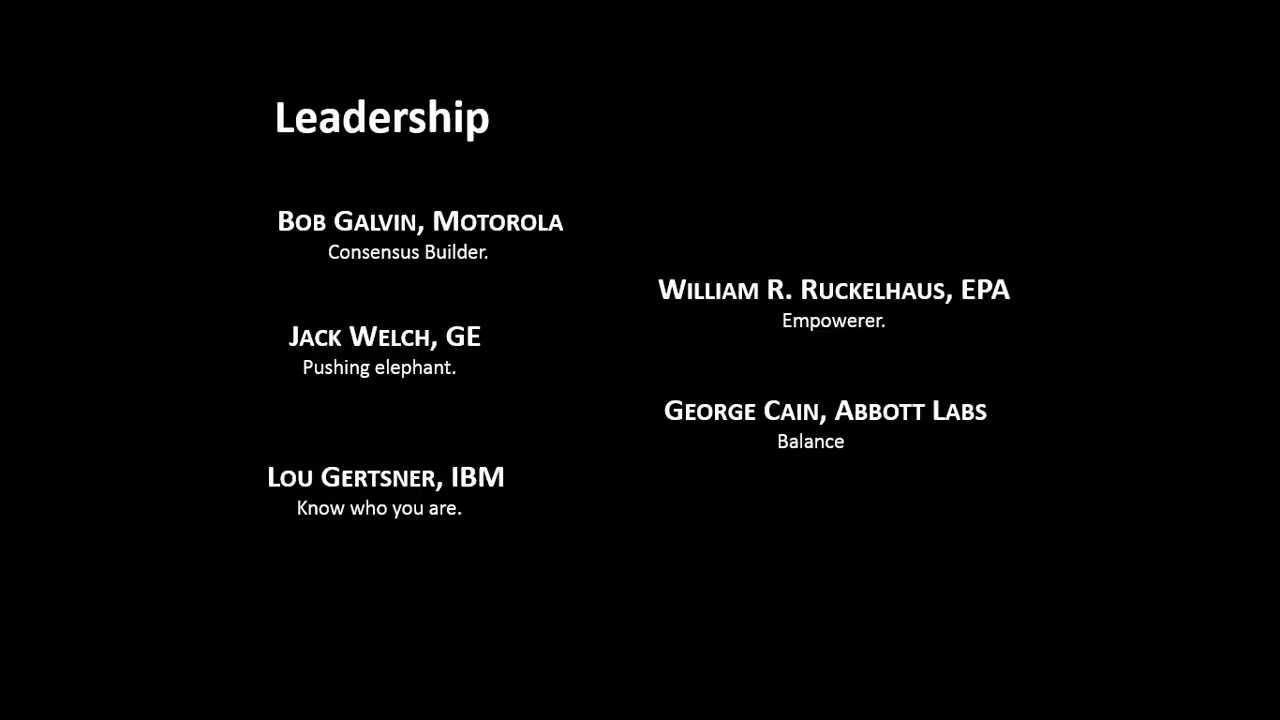 Leadership
BOB GALVIN, MOTOROLA
Consensus Builder.
JACK WELCH, GE
Pushing elephant.
LOU GERTSNER, IBM
Know who you are.
WILLIAM R. RUCKELHAUS, EPA
Empowerer.
GEORGE CAIN, ABBOTT LABS
Balance